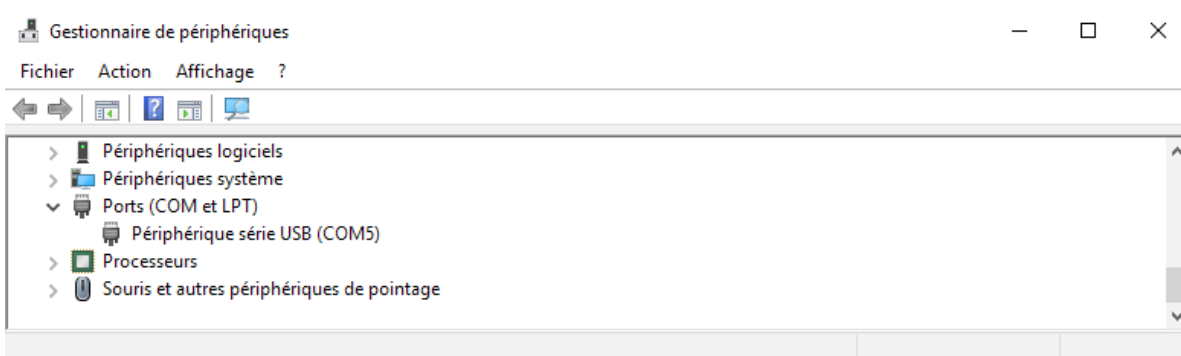 Gestionnaire de périphériques
Fichier Action Affichage ?
Périphériques logiciels
Périphériques système
Ports (COM et LPT)
Périphérique série USB (COM5)
Processeurs
Souris et autres périphériques de pointage